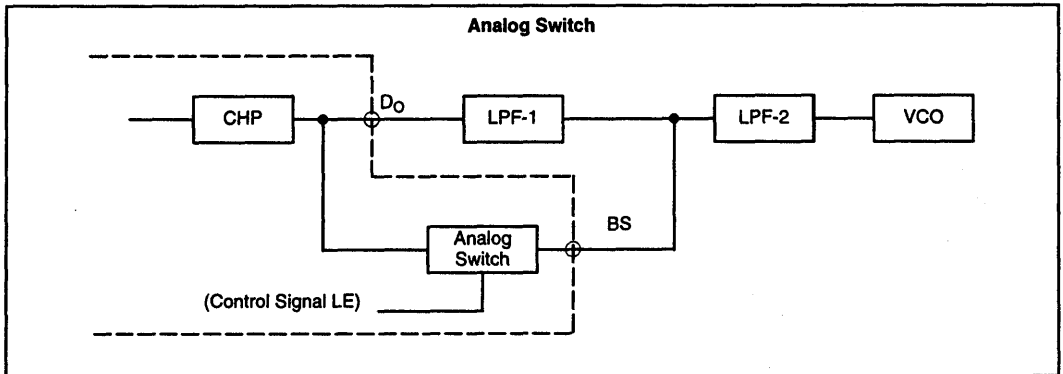 Analog Switch
DO
CHP
LPF-1
LPF-2
VCO
BS
Analog
Switch
(Control Signal LE)